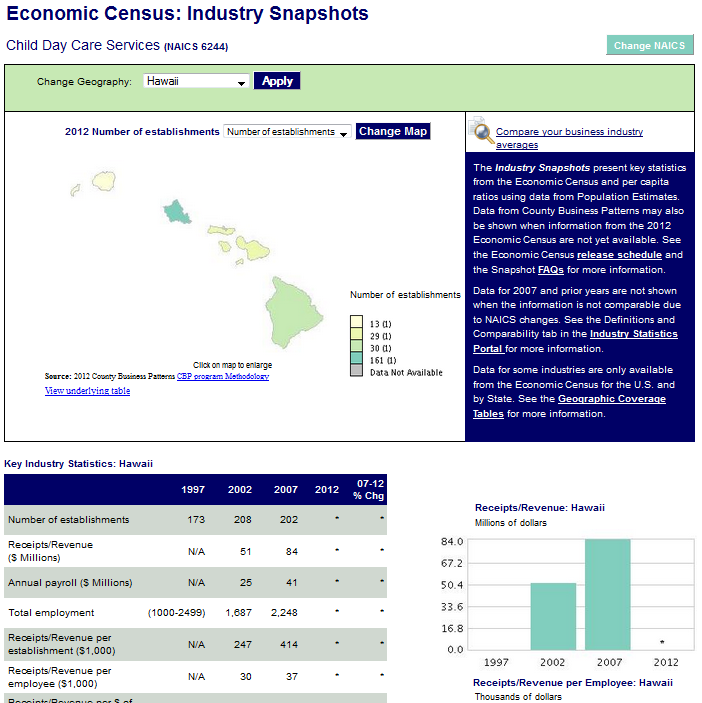 Economic Census: Industry Snapshots
Child Day Care Services (NAICS 6244)
Change NAICS
Change Geography: Hawaii Apply
2012 Number of establishments Number of establishments Change Map
Number of establishments
13 (1)
29 (1)
30 (1)
161 (1)
Data Not Available
Click on map to enlarge
Source: 2012 County Business Patterns CBP program Methodology
View underlying table
Compare your business industry
averages
The Industry Snapshots present key statistics
from the Economic Census and per capita
ratios using data from Population Estimates.
Data from County Business Patterns may also
be shown when information from the 2012
Economic Census are not yet available. See
the Economic Census release schedule and
the Snapshot FAQs for more information.
Data for 2007 and prior years are not shown
when the information is not comparable due
to NAICS changes. See the Definitions and
Comparability tab in the Industry Statistics
Portal for more information.
Data for some industries are only available
from the Economic Census for the U.S. and
by State. See the Geographic Coverage
Tables for more information.
Key Industry Statistics: Hawaii
1997 2002 2007 2012 07-12
% Chg
Number of establishments 173 208 202 * *
Receipts/Revenue
($ Millions) N/A 51 84 * *
Annual payroll ($ Millions) N/A 25 41 * *
Total employment (1000-2499) 1,687 2,248 * *
Receipts/Revenue per
establishment ($1,000) N/A 247 414 * *
Receipts/Revenue per
employee ($1,000) N/A 30 37 * *
Receipts/Revenue per $ of
Receipts/Revenue: Hawaii
Millions of dollars
84.0
67.2
50.4
33.6
16.8
0.0
*
1997 2002 2007 2012
Receipts/Revenue per Employee: Hawaii
Thousands of dollars